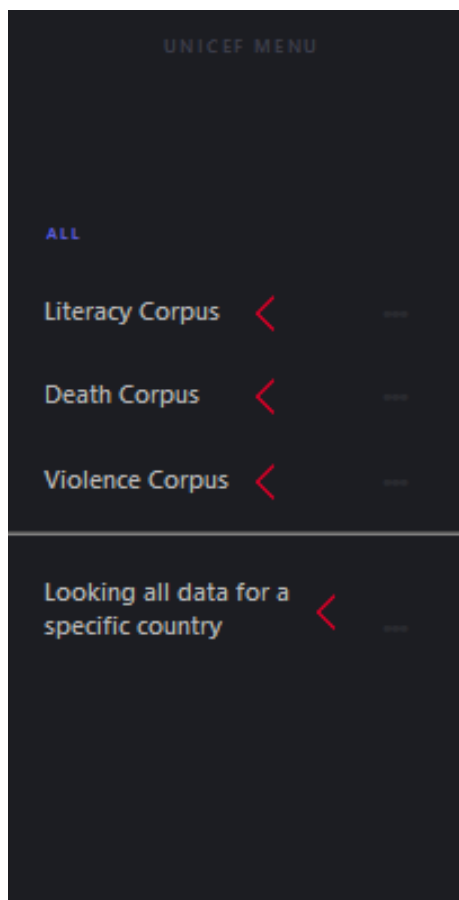 UNICEF MENU
ALL
Literacy Corpus
Death Corpus
Violence Corpus
Looking all data for a
specific country